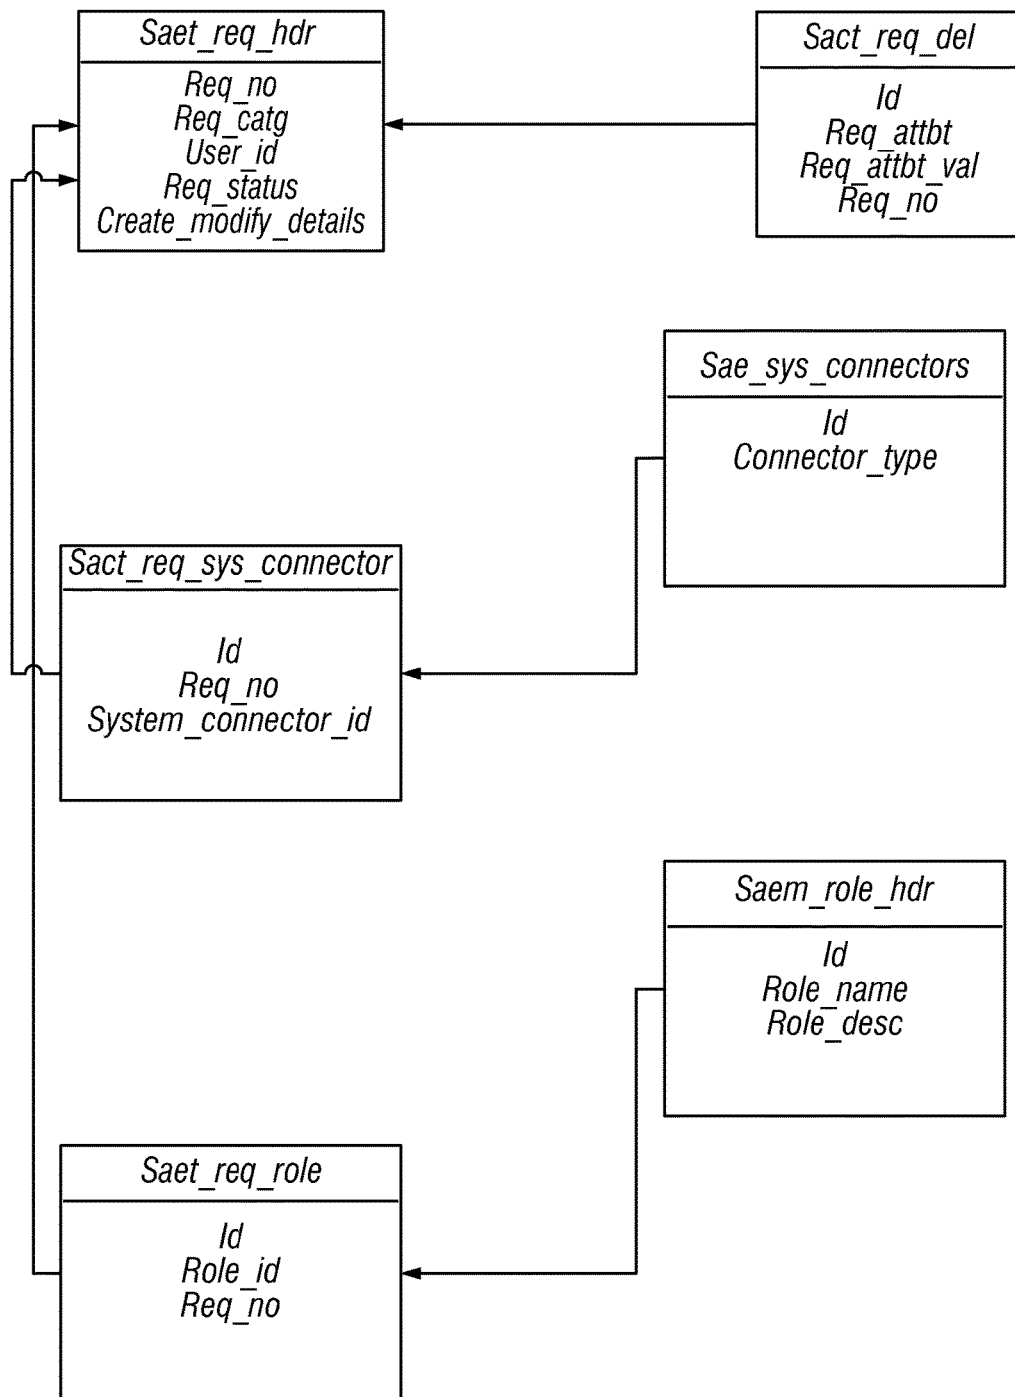 Saet_req_hdr
Req_no
Req_catg
User_id
Req_status
Create_modify_details
Sact_req_del
Id
Req_attbt
Req_attbt_val
Req_no
Sae_sys_connectors
Id
Connector_type
Sact_req_sys_connector
Id
Req_no
System_connector_id
Saem_role_hdr
Id
Role_name
Role_desc
Saet_req_role
Id
Role_id
Req_no